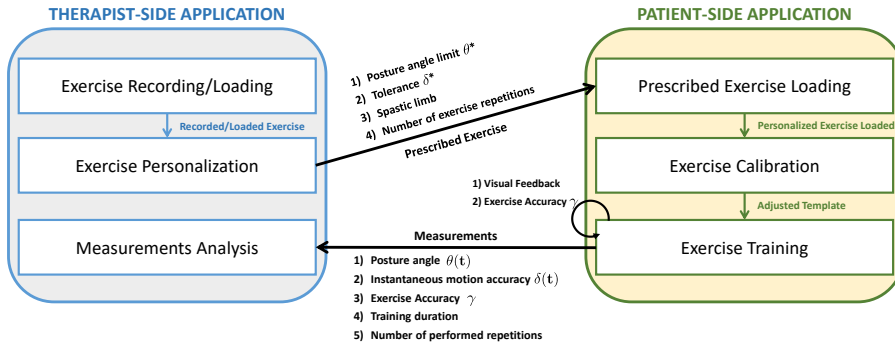 THERAPIST-SIDE APPLICATION
Exercise Recording/Loading
Recorded/Loaded Exercise
Exercise Personalization
Measurements Analysis
1) Posture angle limit θ*
2) Tolerance δ*
3) Spastic limb
4) Number of exercise repetitions
Prescribed Exercise
PATIENT-SIDE APPLICATION
Prescribed Exercise Loading
Personalized Exercise Loaded
Exercise Calibration
Adjusted Template
Exercise Training
1) Visual Feedback
2) Exercise Accuracy γ
Measurements
1) Posture angle θ(t)
2) Instantaneous motion accuracy δ(t)
3) Exercise Accuracy γ
4) Training duration
5) Number of performed repetitions